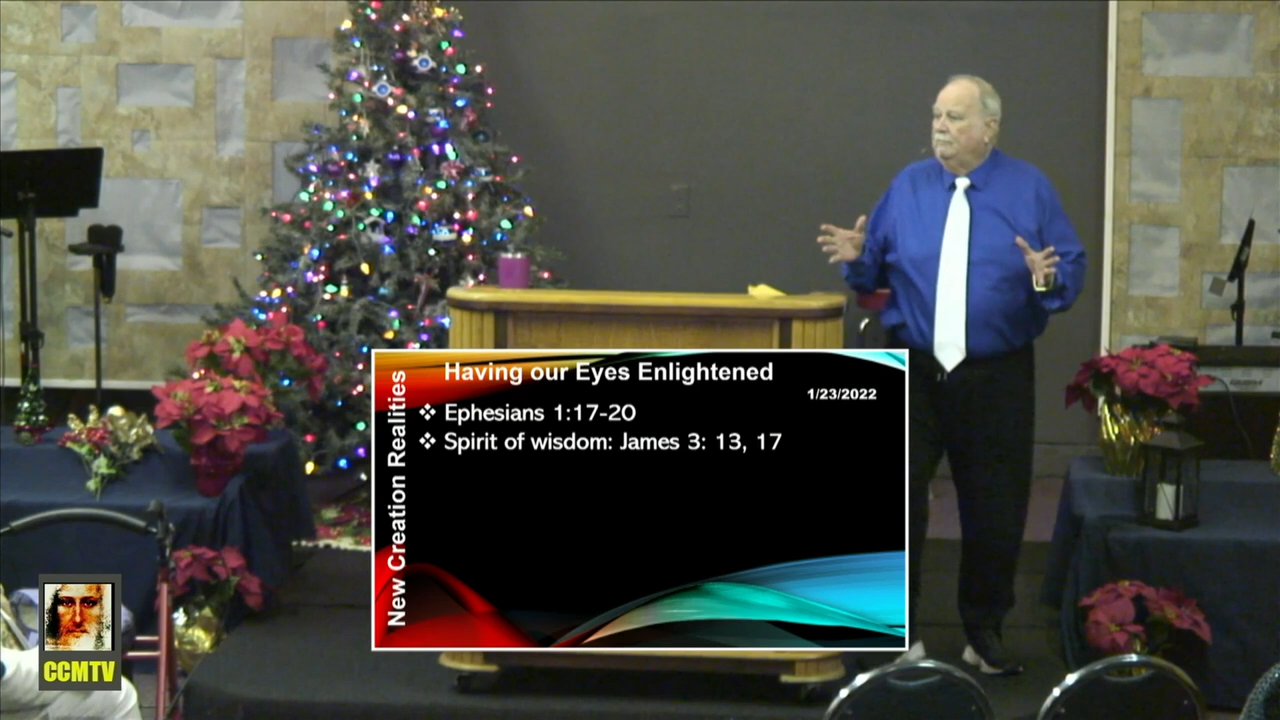 Having our Eyes Enlightened
1/23/2022
❖ Ephesians 1:17-20
❖ Spirit of wisdom: James 3: 13, 17
New Creation Realities
CCMTV